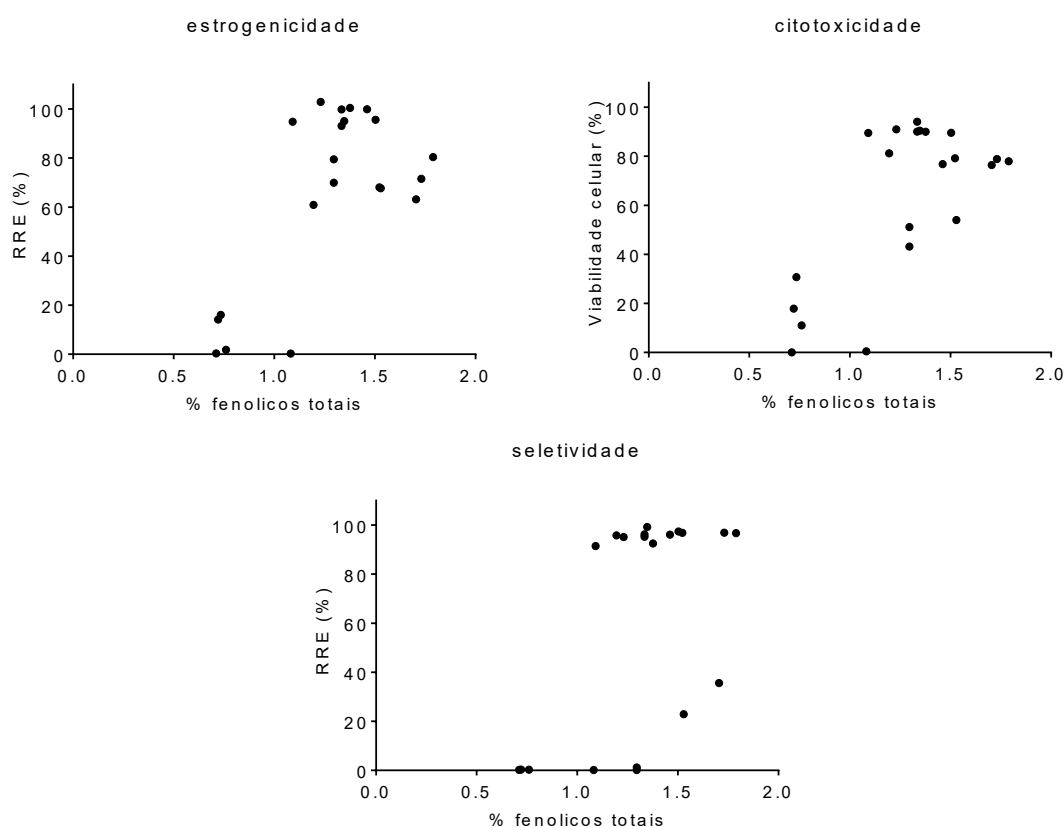 estrogenicidade
RRE (%)
100
80
60
40
20
0
0.0 0.5 1.0 1.5 2.0
% fenolicos totais
citotoxicidade
Viabilidade celular (%)
100
80
60
40
20
0
0.0 0.5 1.0 1.5 2.0
% fenolicos totais
seletividade
RRE (%)
100
80
60
40
20
0
0.0 0.5 1.0 1.5 2.0
% fenolicos totais